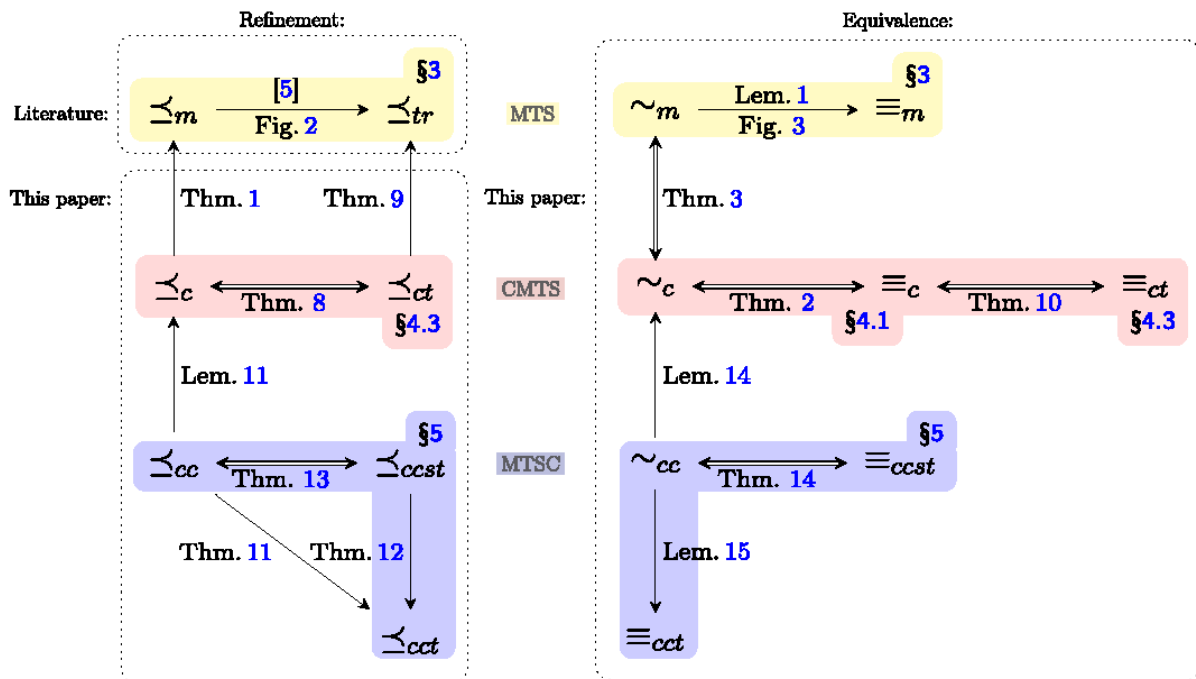 Refinement:
Equivalence:
§3
§3
Literature:
⪯m
[5]
Fig. 2
⪯tr
MTS
∼m
Lem. 1
Fig. 3
≡m
This paper:
Thm. 1
Thm. 9
This paper:
Thm. 3
⪯c
Thm. 8
⪯ct
CMTS
∼c
Thm. 2
≡c
Thm. 10
≡ct
§4.3
§4.1
§4.3
Lem. 11
Lem. 14
§5
§5
⪯cc
Thm. 13
⪯ccst
MTSC
∼cc
Thm. 14
≡ccst
Thm. 11
Thm. 12
Lem. 15
⪯cct
≡cct